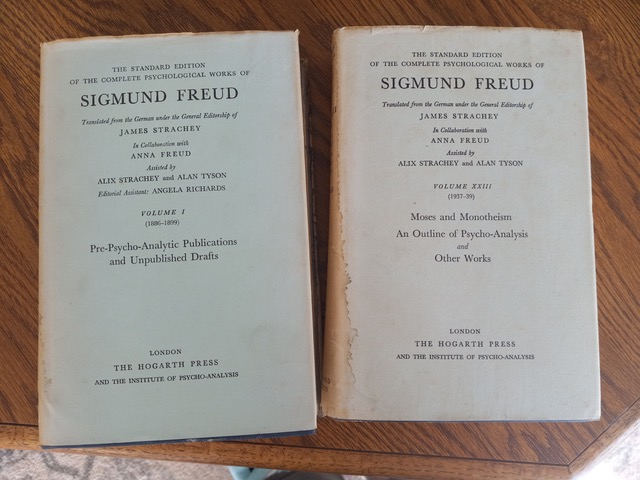 THE STANDARD EDITION
OF THE COMPLETE PSYCHOLOGICAL WORKS OF
SIGMUND FREUD
Translated from the German under the General Editorship of
JAMES STRACHEY
In Collaboration with
ANNA FREUD
Assisted by
ALIX STRACHEY and ALAN TYSON
Editorial Assistant: ANGELA RICHARDS
VOLUME I
(1886–1899)
Pre-Psycho-Analytic Publications
and Unpublished Drafts
LONDON
THE HOGARTH PRESS
AND THE INSTITUTE OF PSYCHO-ANALYSIS
THE STANDARD EDITION
OF THE COMPLETE PSYCHOLOGICAL WORKS OF
SIGMUND FREUD
Translated from the German under the General Editorship of
JAMES STRACHEY
In Collaboration with
ANNA FREUD
Assisted by
ALIX STRACHEY and ALAN TYSON
VOLUME XXIII
(1937–39)
Moses and Monotheism
An Outline of Psycho-Analysis
and
Other Works
LONDON
THE HOGARTH PRESS
AND THE INSTITUTE OF PSYCHO-ANALYSIS